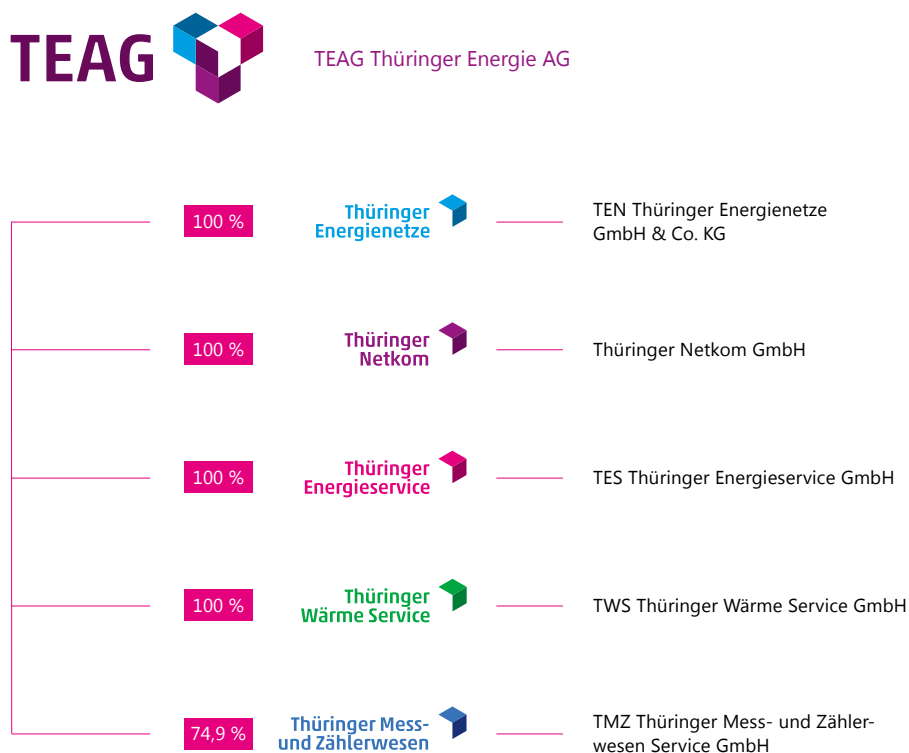 TEAG
TEAG Thüringer Energie AG
100 %
Thüringer
Energienetze
TEN Thüringer Energienetze
GmbH & Co. KG
100 %
Thüringer
Netkom
Thüringer Netkom GmbH
100 %
Thüringer
Energieservice
TES Thüringer Energieservice GmbH
100 %
Thüringer
Wärme Service
TWS Thüringer Wärme Service GmbH
74,9 %
Thüringer Mess-
und Zählerwesen
TMZ Thüringer Mess- und Zähler-
wesen Service GmbH